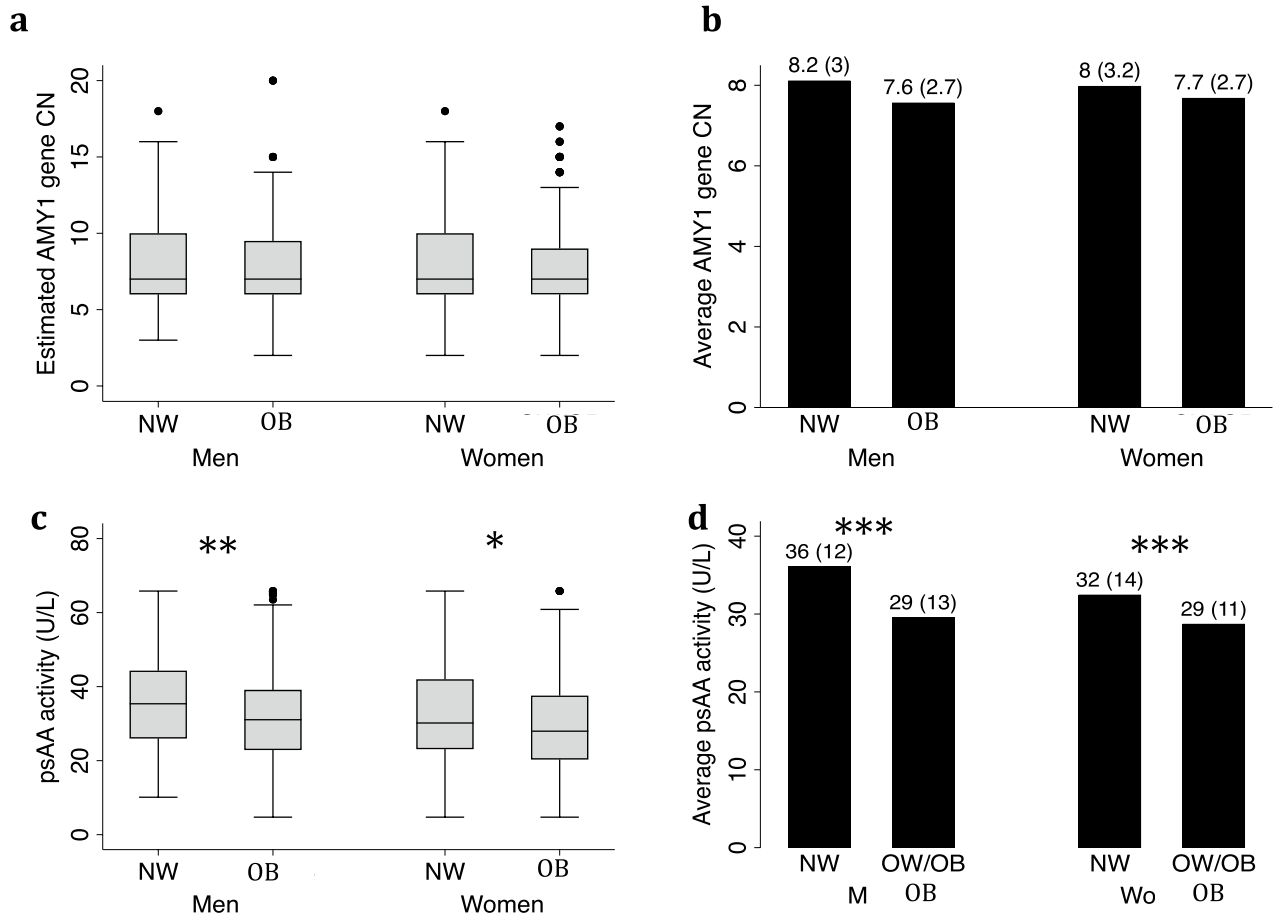 a
Estimated AMY1 gene CN
20
15
10
5
0
NW OB NW OB
Men Women
b
Average AMY1 gene CN
8
6
4
2
0
8.2 (3) 7.6 (2.7) 8 (3.2) 7.7 (2.7)
NW OB NW OB
Men Women
c
psAA activity (U/L)
80
60
40
20
0
** *
NW OB NW OB
Men Women
d
Average psAA activity (U/L)
40
30
20
10
0
*** ***
36 (12) 29 (13) 32 (14) 29 (11)
NW OW/OB NW OW/OB
M OB Wo OB